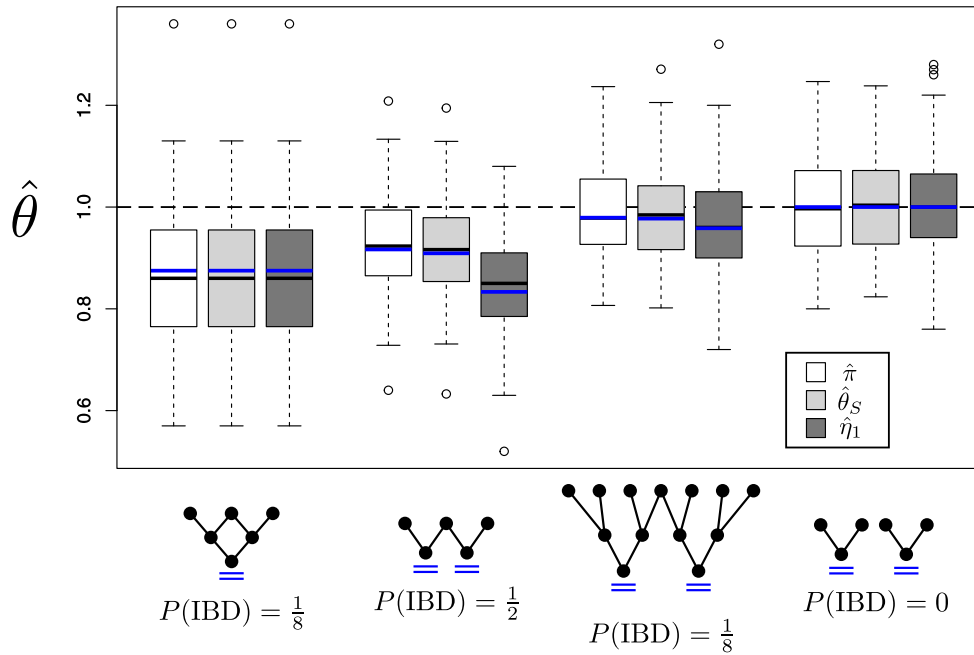 1.2
1.0
0.8
0.6
θ̂
π̂
θ̂_S
η̂_1
P(IBD) = 1/8
P(IBD) = 1/2
P(IBD) = 1/8
P(IBD) = 0